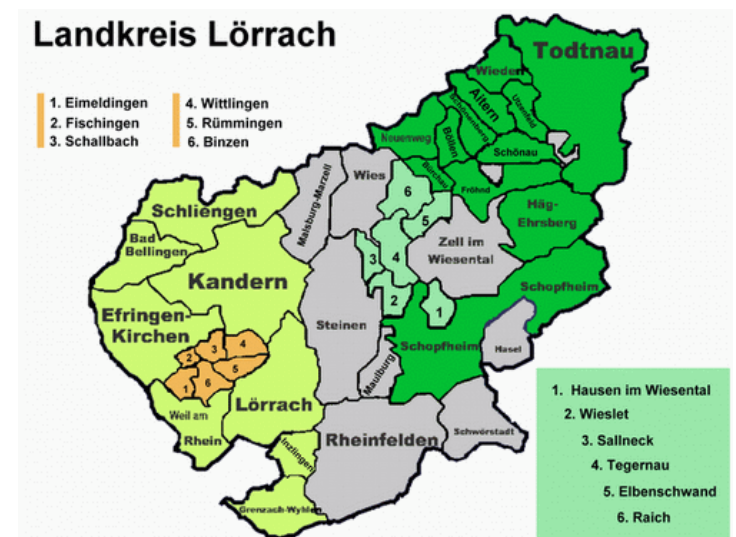 Landkreis Lörrach
1. Eimeldingen
2. Fischingen
3. Schallbach
4. Wittlingen
5. Rümmingen
6. Binzen
Todtnau
Wieden
Aitern
Utzenfeld
Schönenberg
Böllen
Neuenweg
Schönau
Bürchau
Fröhnd
Wies
Malsburg-Marzell
6
5
Häg-
Ehrsberg
Schliengen
Bad
Bellingen
Zell im
Wiesental
3
4
Kandern
2
1
Schopfheim
Efringen-
Kirchen
Steinen
Schopfheim
Hasel
2
3
4
5
1
6
Maulburg
Weil am
Rhein
Lörrach
Inzlingen
Rheinfelden
Schwörstadt
Grenzach-Wyhlen
1. Hausen im Wiesental
2. Wieslet
3. Sallneck
4. Tegernau
5. Elbenschwand
6. Raich